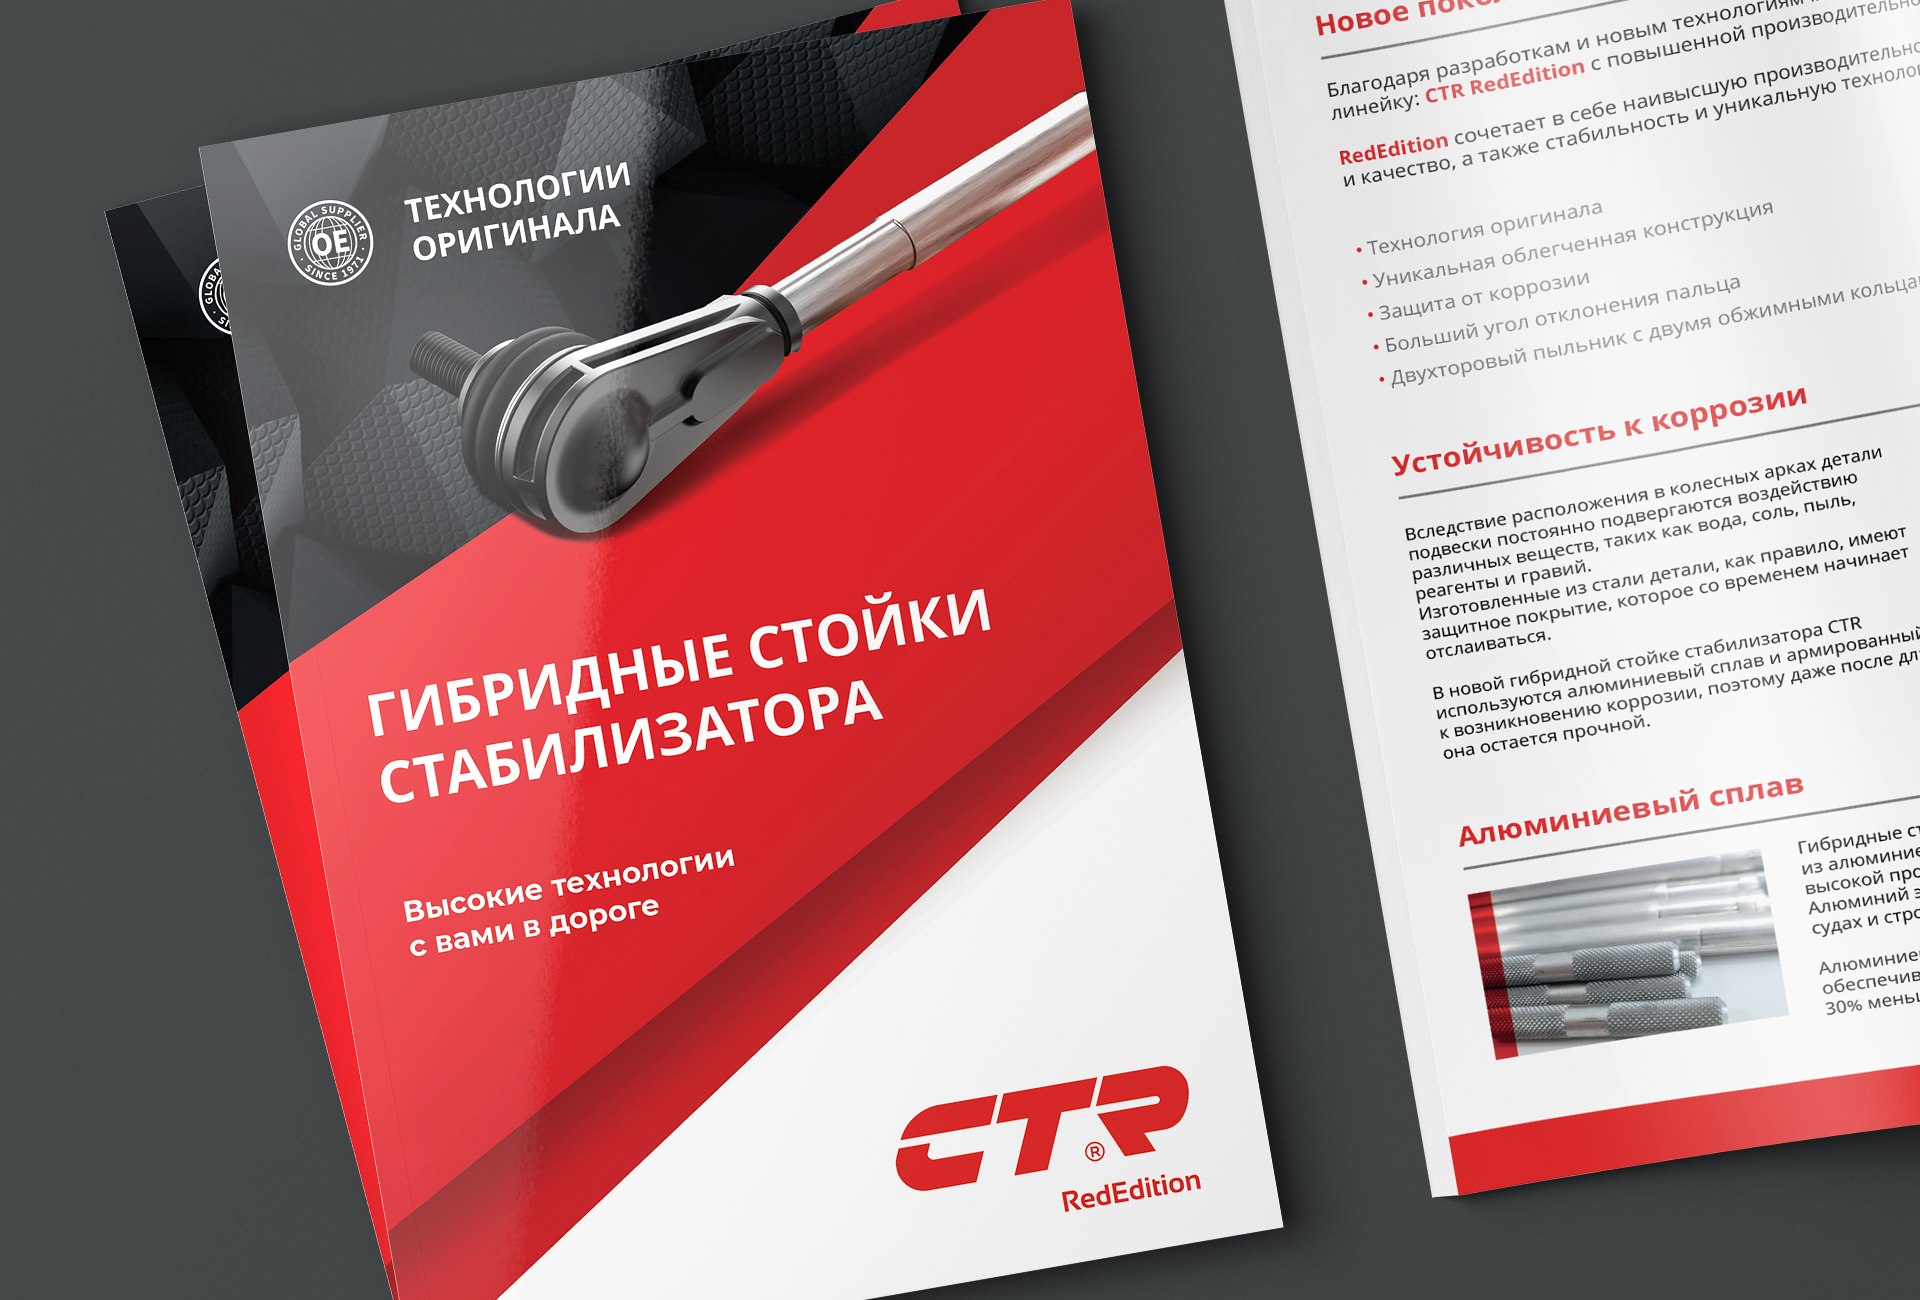 GLOBAL SUPPLIER
OE
SINCE 1971
ТЕХНОЛОГИИ
ОРИГИНАЛА
ГИБРИДНЫЕ СТОЙКИ
СТАБИЛИЗАТОРА
Высокие технологии
с вами в дороге
CTR
®
RedEdition
Новое
Благодаря разработкам и новым технологиям
линейку: CTR RedEdition с повышенной
RedEdition сочетает в себе наивысшую
и качество, а также стабильность и уникальную
• Технология оригинала
• Уникальная облегченная конструкция
• Защита от коррозии
• Больший угол отклонения пальца
• Двухторовый пыльник с двумя обжимными
Устойчивость к коррозии
Вследствие расположения в колесных арках детали
подвески постоянно подвергаются воздействию
различных веществ, таких как вода, соль, пыль,
реагенты и гравий.
Изготовленные из стали детали, как правило, имеют
защитное покрытие, которое со временем начинает
отслаиваться.
В новой гибридной стойке стабилизатора CTR
используются алюминиевый сплав и армированный
к возникновению коррозии, поэтому даже после
она остается прочной.
Алюминиевый сплав
Гибридные
из
высокой
Алюминий
судах и
30%